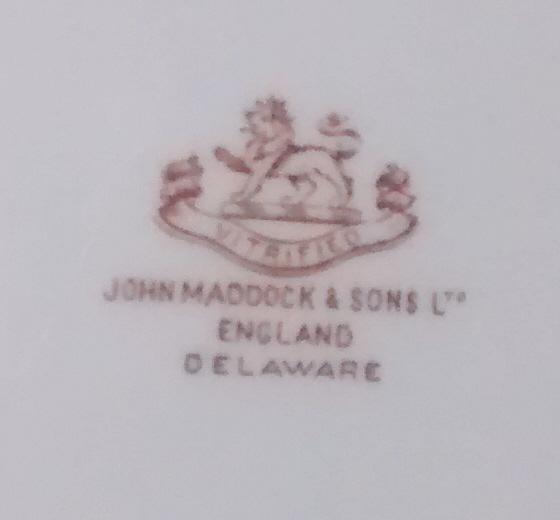 VITRIFIED
JOHN MADDOCK & SONS LTD
ENGLAND
DELAWARE